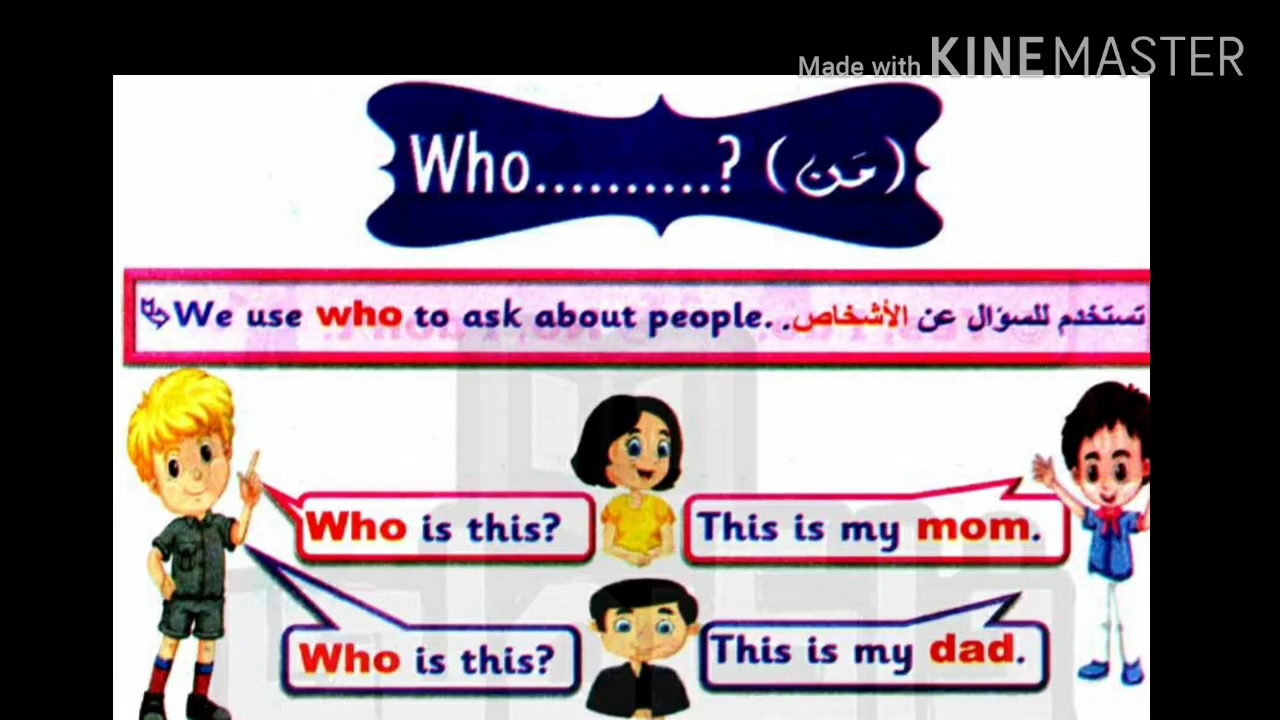 Made with KINEMASTER
Who..........? (مَن)
We use who to ask about people. تستخدم للسؤال عن الأشخاص.
Who is this?
This is my mom.
Who is this?
This is my dad.